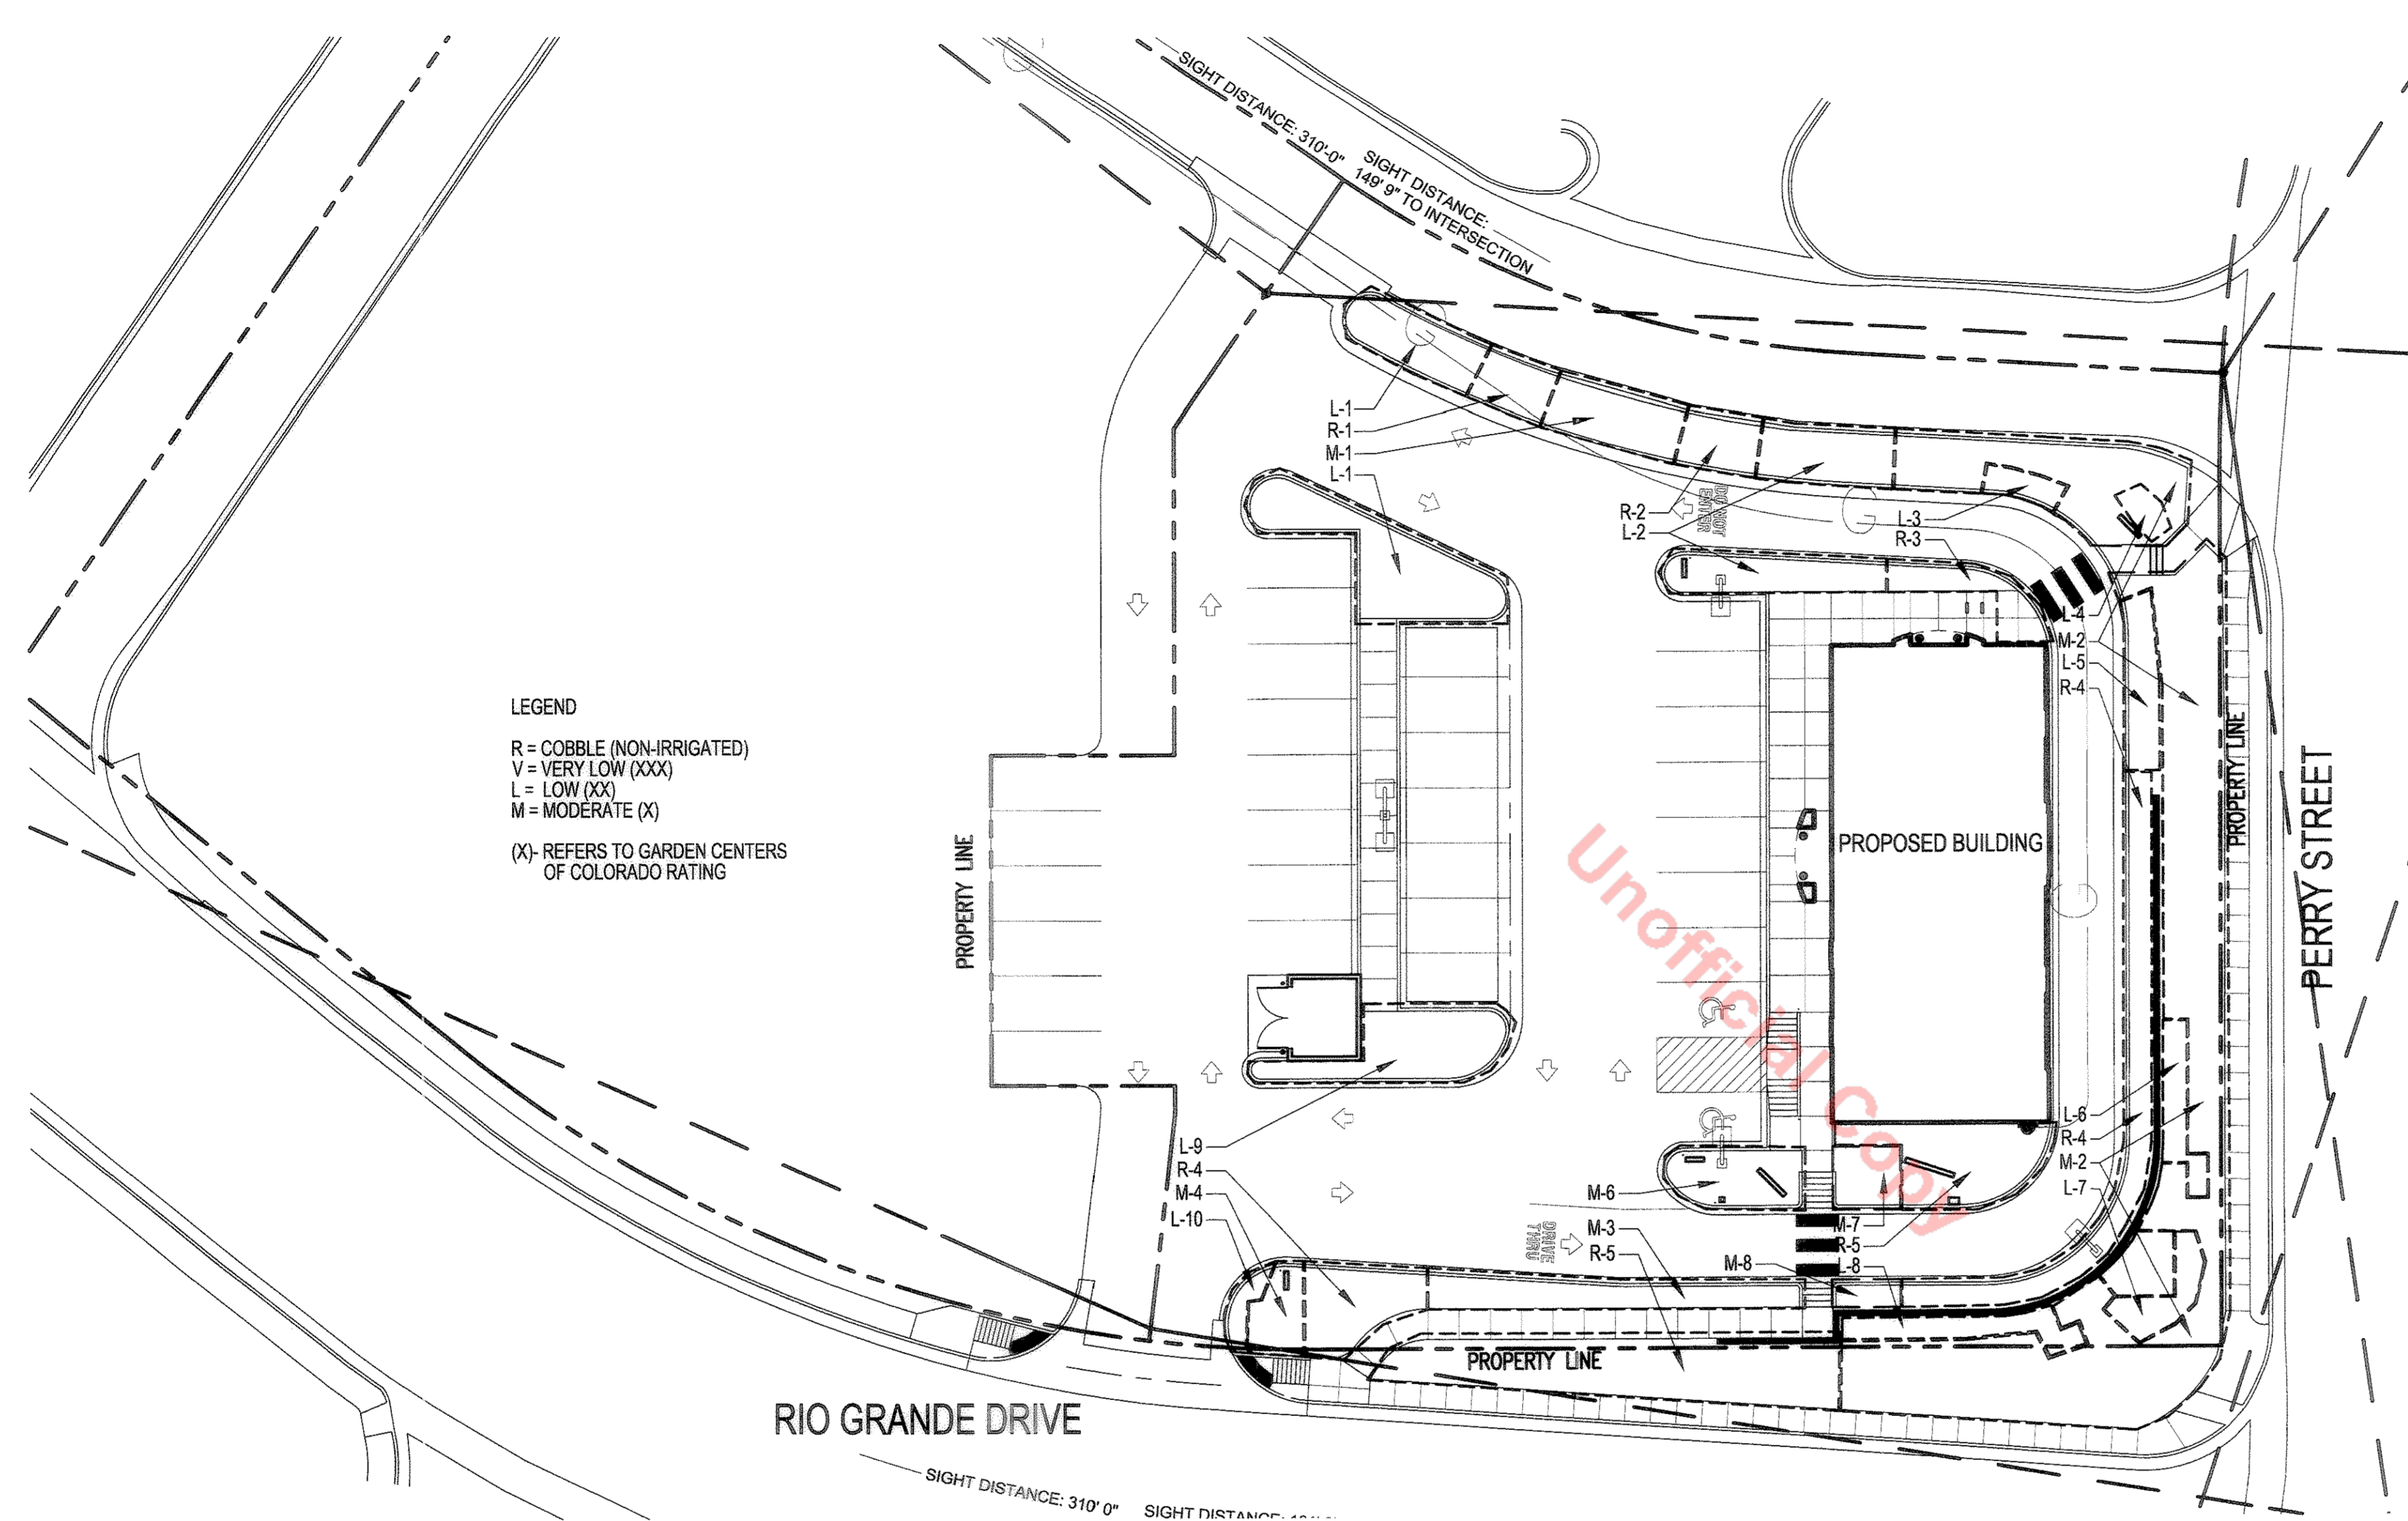 SIGHT DISTANCE: 310'-0"
SIGHT DISTANCE:
149' 9" TO INTERSECTION
L-1
R-1
M-1
L-1
R-2
L-2
DO NOT
ENTER
L-3
R-3
L-4
M-2
L-5
R-4
LEGEND
R = COBBLE (NON-IRRIGATED)
V = VERY LOW (XXX)
L = LOW (XX)
M = MODERATE (X)
(X)- REFERS TO GARDEN CENTERS
OF COLORADO RATING
PROPERTY LINE
PROPOSED BUILDING
PROPERTY LINE
PERRY STREET
Unofficial Copy
L-6
R-4
M-2
L-7
L-9
R-4
M-4
L-10
M-6
M-3
R-5
DRIVE
THRU
M-7
R-5
M-8
L-8
PROPERTY LINE
RIO GRANDE DRIVE
SIGHT DISTANCE: 310' 0"
SIGHT DISTANCE: